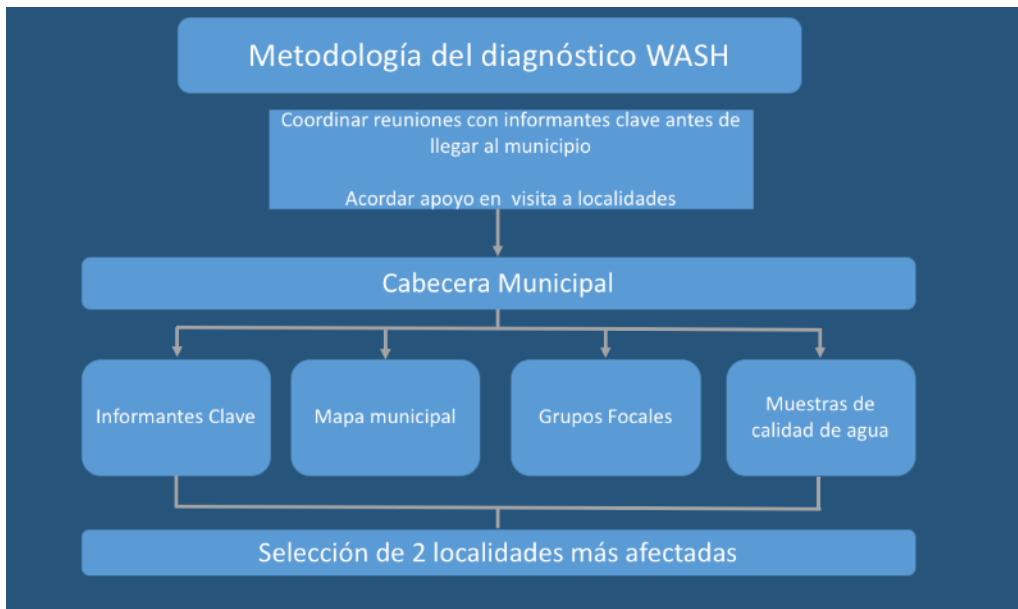 Metodología del diagnóstico WASH
Coordinar reuniones con informantes clave antes de
llegar al municipio
Acordar apoyo en visita a localidades
Cabecera Municipal
Informantes Clave
Mapa municipal
Grupos Focales
Muestras de
calidad de agua
Selección de 2 localidades más afectadas